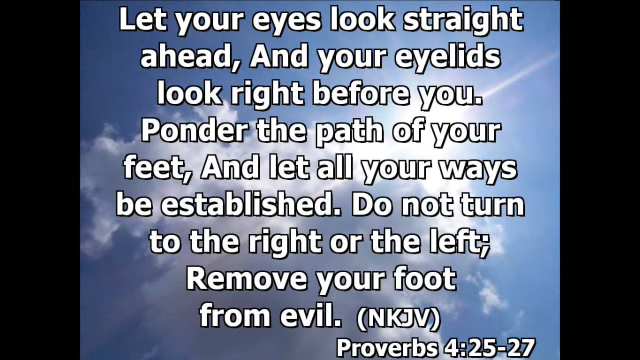 Let your eyes look straight
ahead, And your eyelids
look right before you.
Ponder the path of your
feet, And let all your ways
be established. Do not turn
to the right or the left;
Remove your foot
from evil. (NKJV)
Proverbs 4:25-27